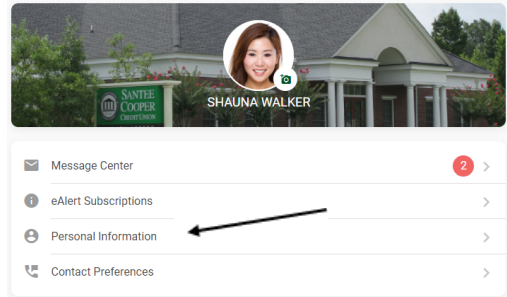 SANTEE
COOPER
CREDIT UNION
SHAUNA WALKER
Message Center
2
eAlert Subscriptions
Personal Information
Contact Preferences